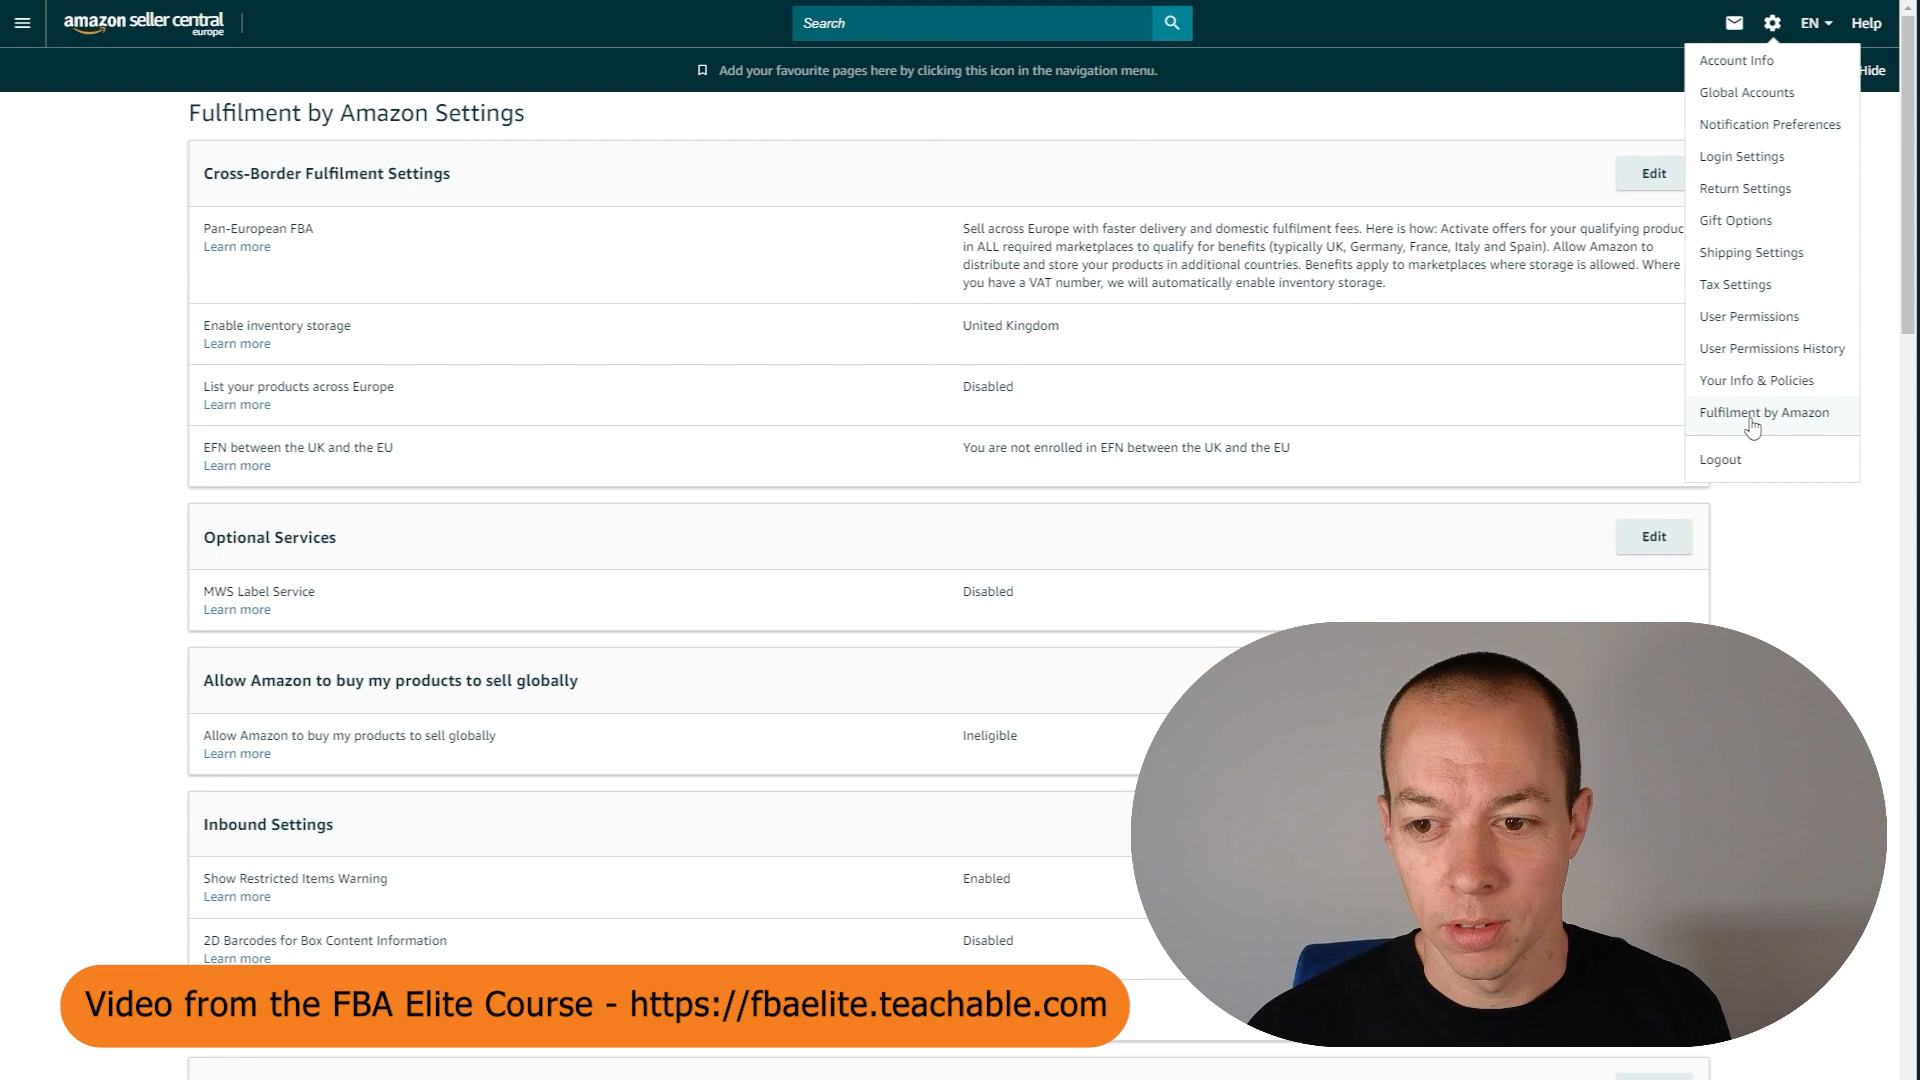 amazon seller central
europe
Search
EN
Help
Add your favourite pages here by clicking this icon in the navigation menu.
Hide
Account Info
Global Accounts
Notification Preferences
Login Settings
Return Settings
Gift Options
Shipping Settings
Tax Settings
User Permissions
User Permissions History
Your Info & Policies
Fulfilment by Amazon
Logout
Fulfilment by Amazon Settings
Cross-Border Fulfilment Settings
Edit
Pan-European FBA
Learn more
Sell across Europe with faster delivery and domestic fulfilment fees. Here is how: Activate offers for your qualifying produc
in ALL required marketplaces to qualify for benefits (typically UK, Germany, France, Italy and Spain). Allow Amazon to
distribute and store your products in additional countries. Benefits apply to marketplaces where storage is allowed. Where
you have a VAT number, we will automatically enable inventory storage.
Enable inventory storage
Learn more
United Kingdom
List your products across Europe
Learn more
Disabled
EFN between the UK and the EU
Learn more
You are not enrolled in EFN between the UK and the EU
Optional Services
Edit
MWS Label Service
Learn more
Disabled
Allow Amazon to buy my products to sell globally
Allow Amazon to buy my products to sell globally
Learn more
Ineligible
Inbound Settings
Show Restricted Items Warning
Learn more
Enabled
2D Barcodes for Box Content Information
Learn more
Disabled
Video from the FBA Elite Course - https://fbaelite.teachable.com